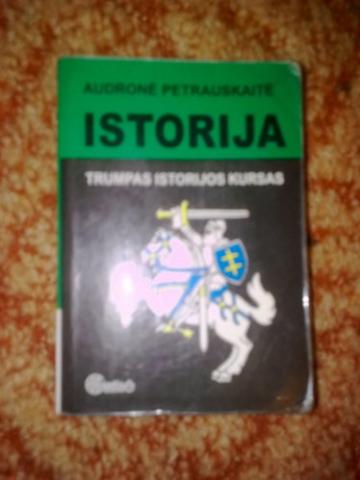 AUDRONĖ PETRAUSKAITĖ
ISTORIJA
TRUMPAS ISTORIJOS KURSAS